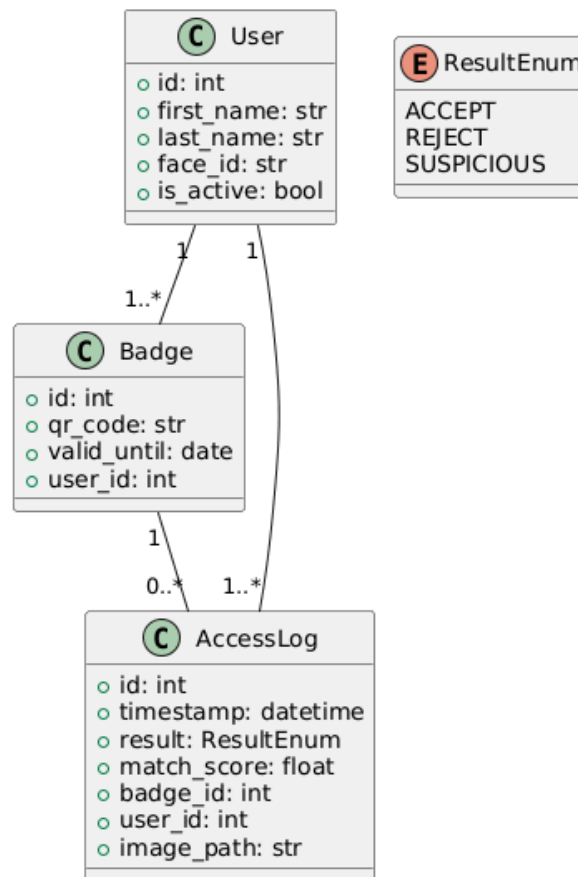 C User
+ id: int
+ first_name: str
+ last_name: str
+ face_id: str
+ is_active: bool
E ResultEnum
ACCEPT
REJECT
SUSPICIOUS
1
1
1..*
C Badge
id: int
qr_code: str
valid_until: date
user_id: int
1
0..*
1..*
C AccessLog
id: int
timestamp: datetime
result: ResultEnum
match_score: float
badge_id: int
user_id: int
image_path: str